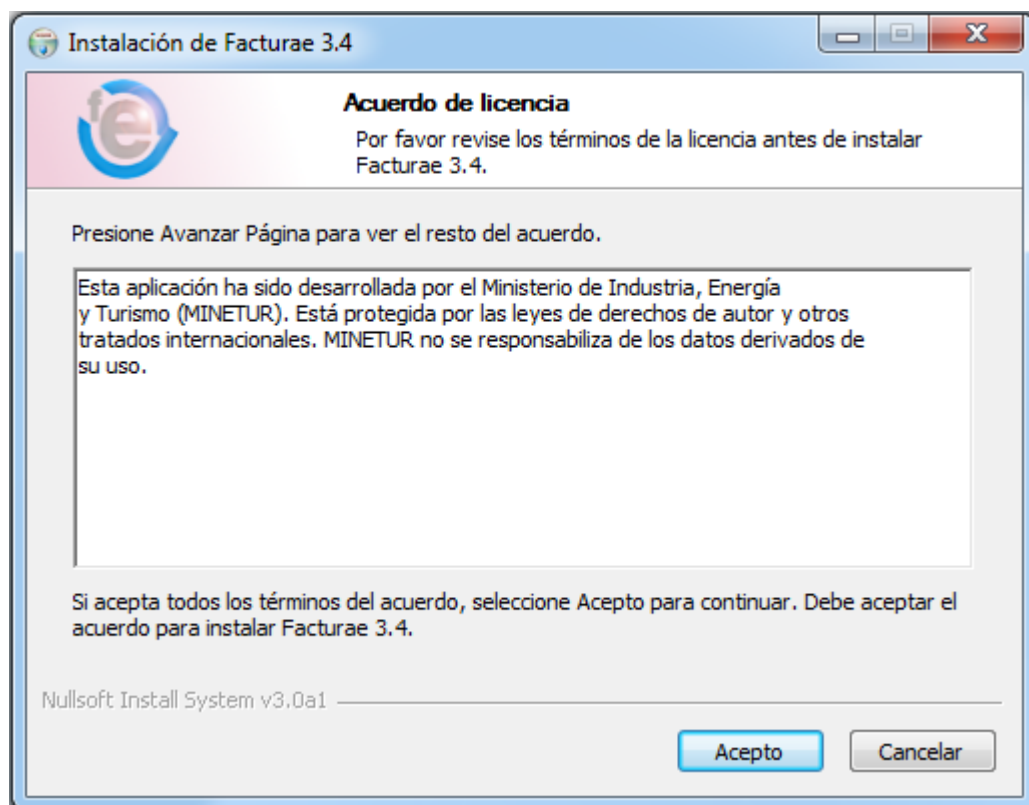 Instalación de Facturae 3.4
Acuerdo de licencia
Por favor revise los términos de la licencia antes de instalar
Facturae 3.4.
Presione Avanzar Página para ver el resto del acuerdo.
Esta aplicación ha sido desarrollada por el Ministerio de Industria, Energía
y Turismo (MINETUR). Está protegida por las leyes de derechos de autor y otros
tratados internacionales. MINETUR no se responsabiliza de los datos derivados de
su uso.
Si acepta todos los términos del acuerdo, seleccione Acepto para continuar. Debe aceptar el
acuerdo para instalar Facturae 3.4.
Nullsoft Install System v3.0a1
Acepto
Cancelar